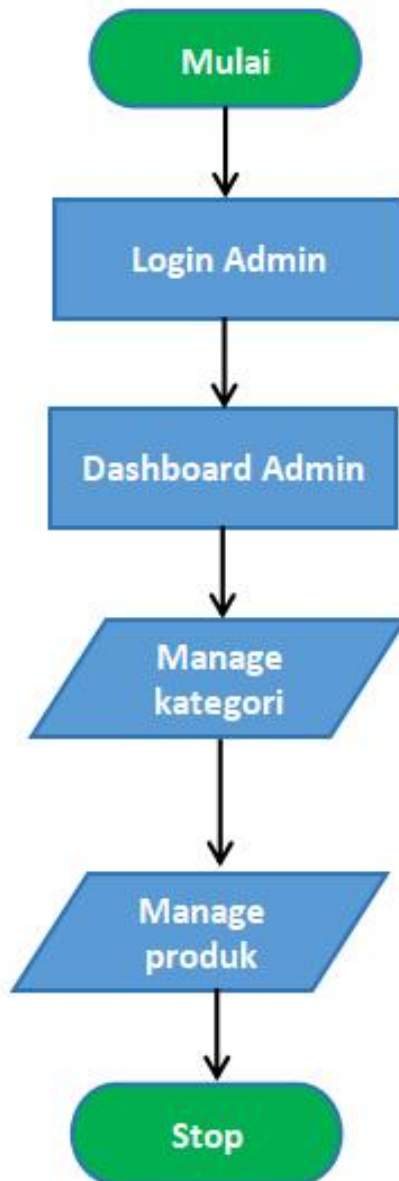 Mulai
Login Admin
Dashboard Admin
Manage
kategori
Manage
produk
Stop